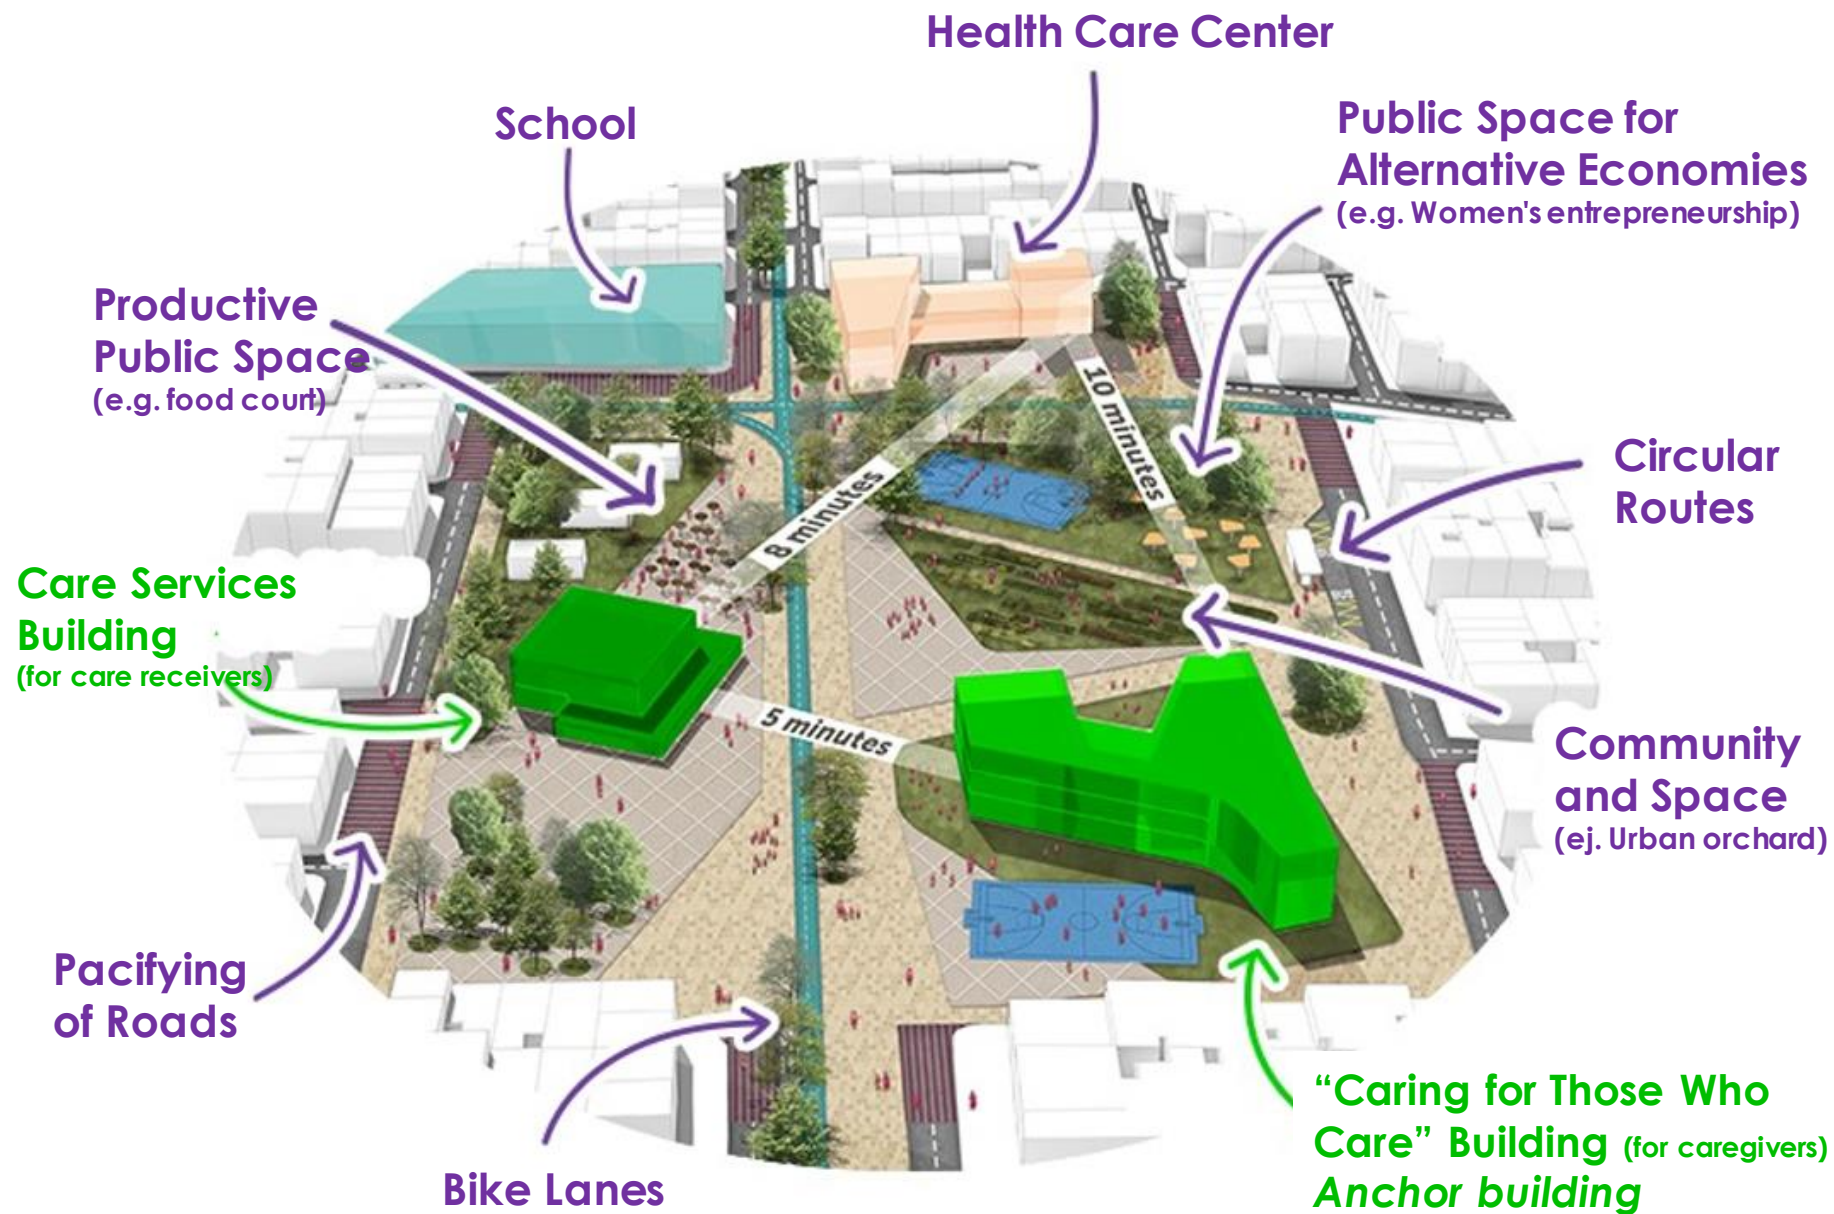 Health Care Center
School
Public Space for
Alternative Economies
(e.g. Women's entrepreneurship)
Productive
Public Space
(e.g. food court)
10 minutes
8 minutes
Circular
Routes
Care Services
Building
(for care receivers)
BUS
5 minutes
Community
and Space
(ej. Urban orchard)
Pacifying
of Roads
“Caring for Those Who
Care” Building (for caregivers)
Anchor building
Bike Lanes